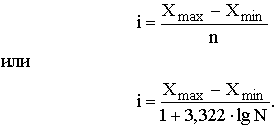 i = (X_max − X_min) / n
или
i = (X_max − X_min) / (1 + 3,322 · lg N).